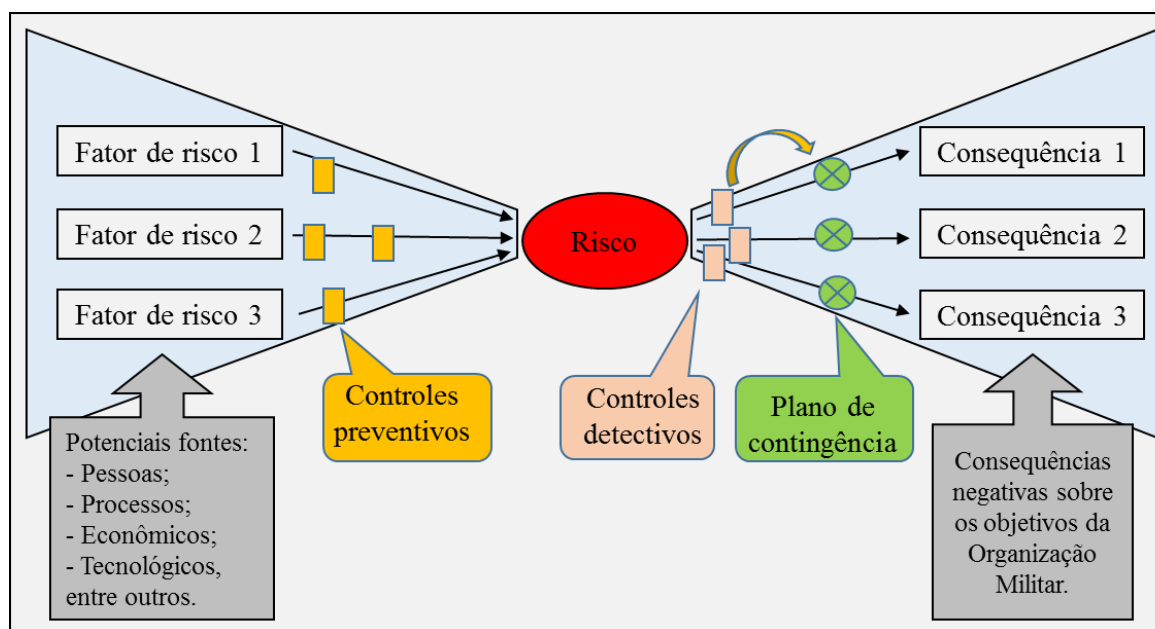 Fator de risco 1
Fator de risco 2
Fator de risco 3
Risco
Consequência 1
Consequência 2
Consequência 3
Controles
preventivos
Controles
detectivos
Plano de
contingência
Potenciais fontes:
- Pessoas;
- Processos;
- Econômicos;
- Tecnológicos,
entre outros.
Consequências
negativas sobre
os objetivos da
Organização
Militar.